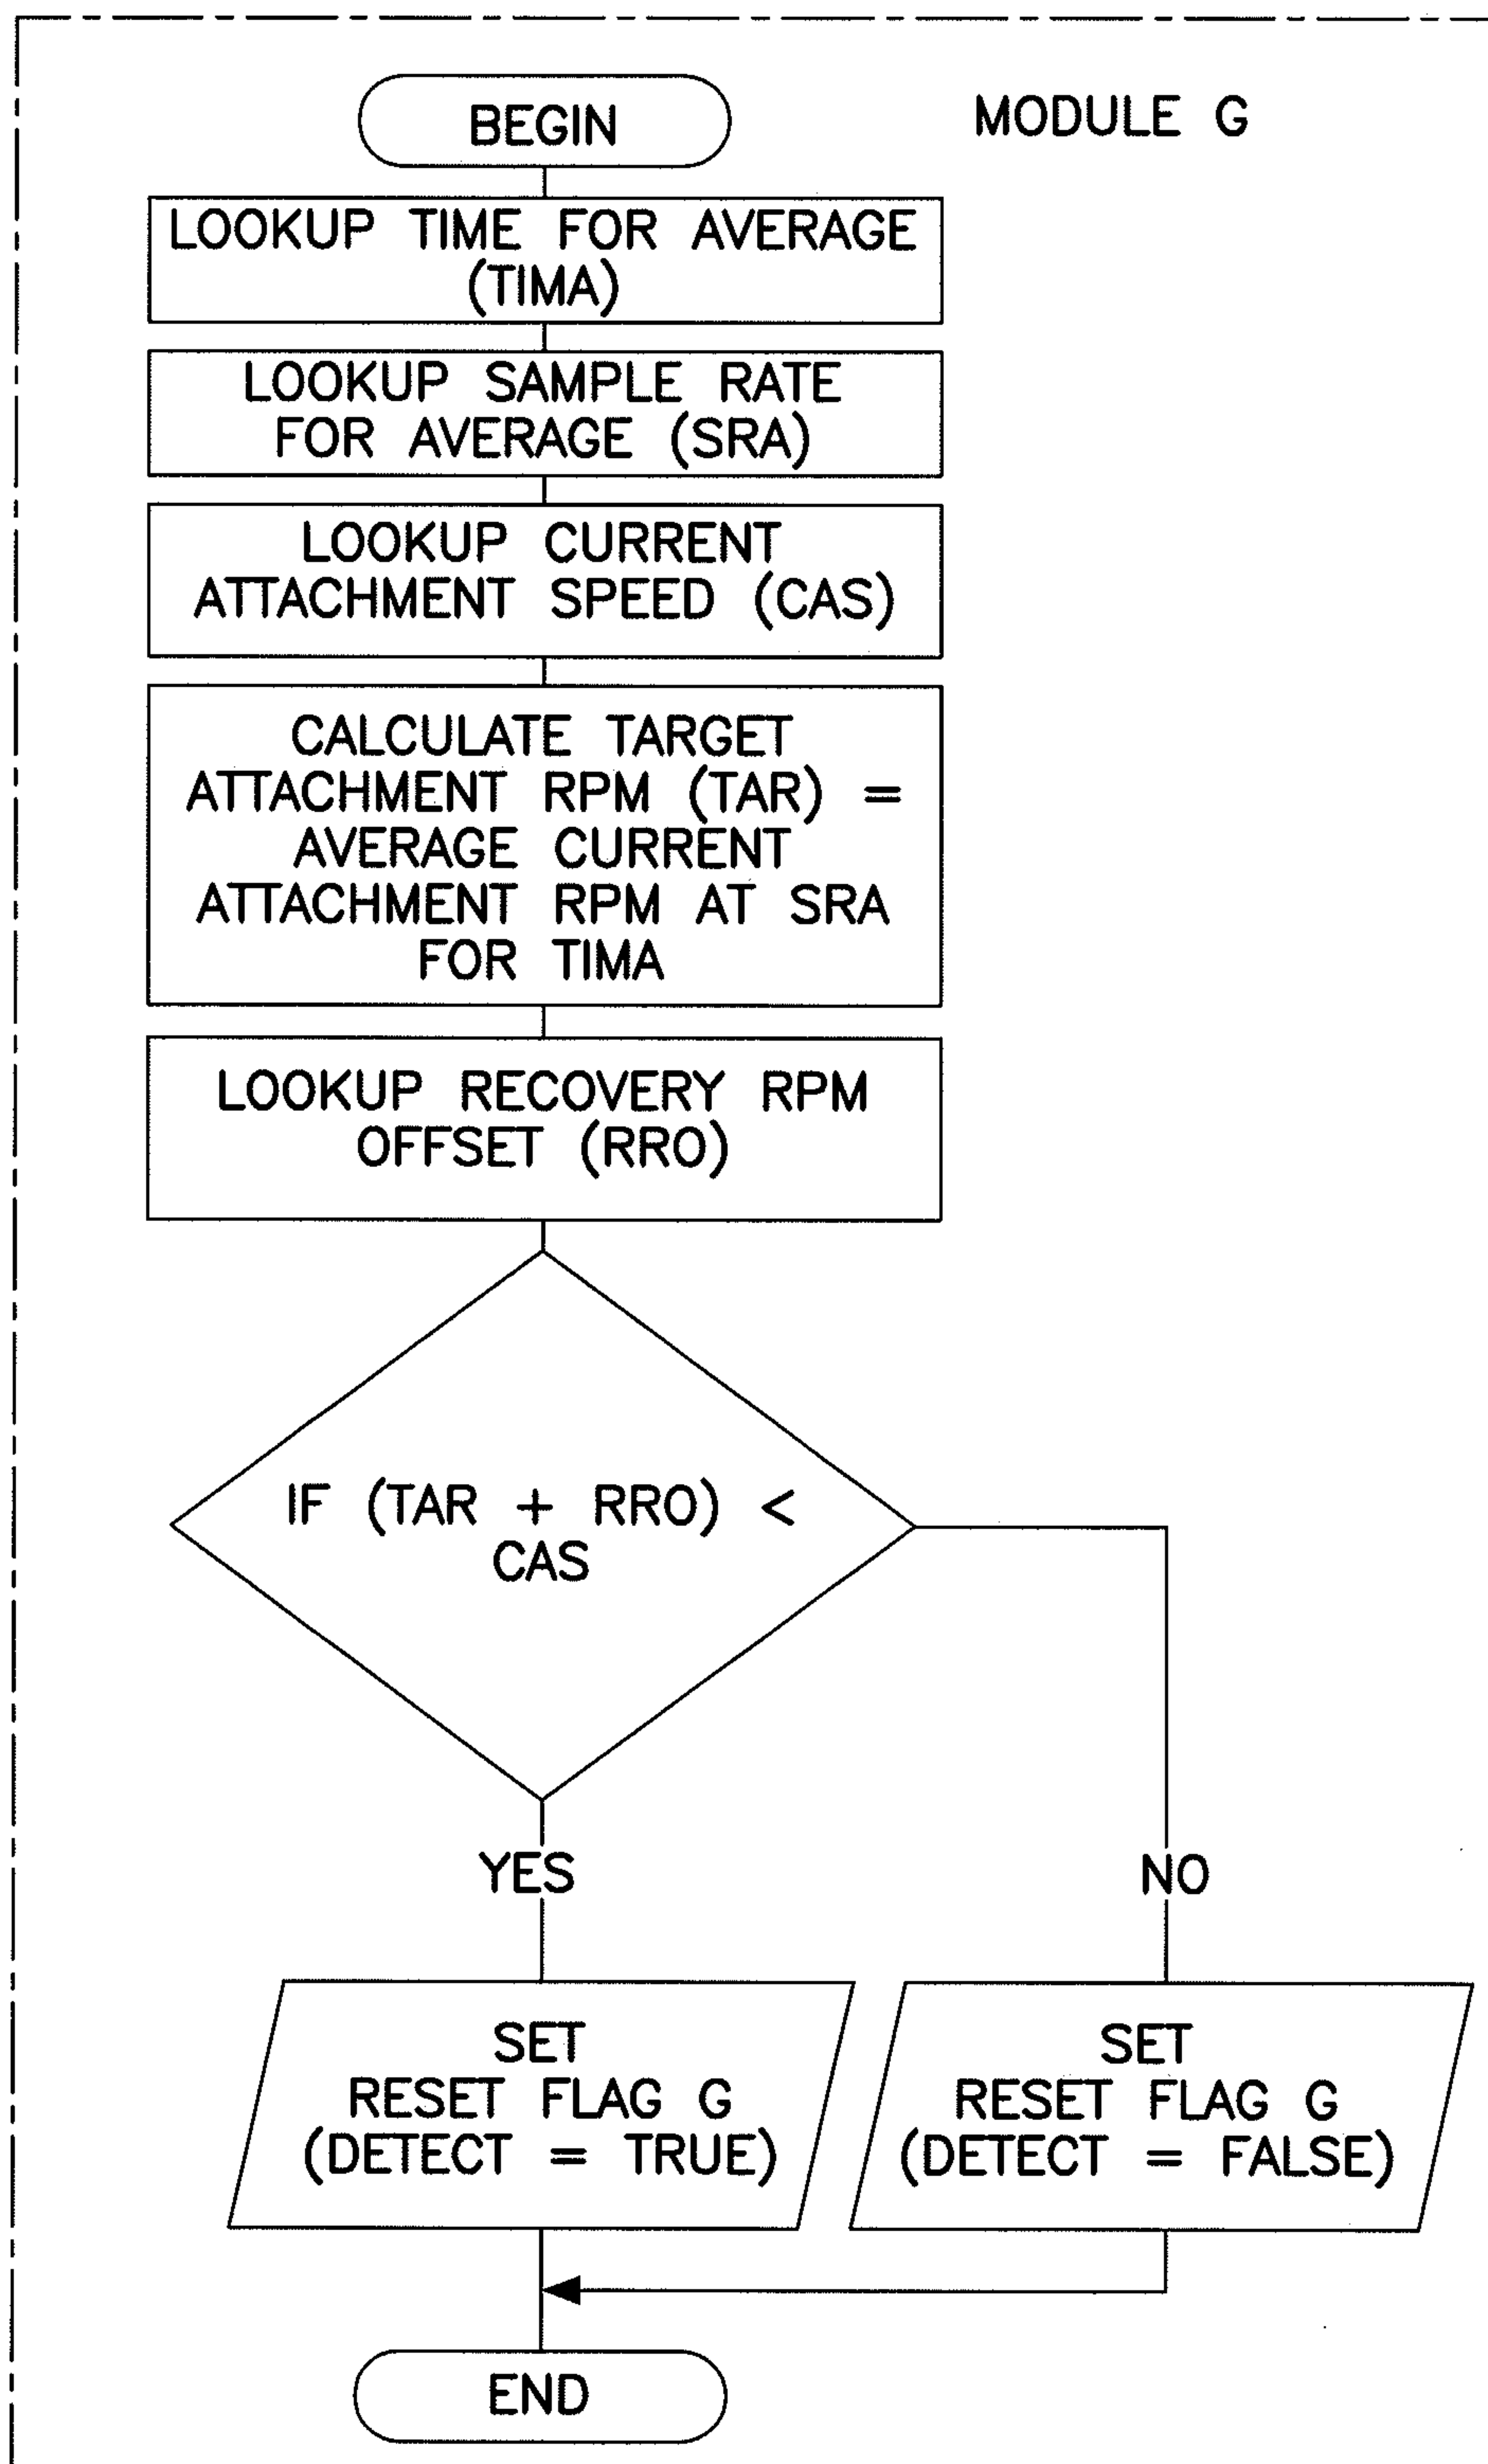 BEGIN
MODULE G
LOOKUP TIME FOR AVERAGE
(TIMA)
LOOKUP SAMPLE RATE
FOR AVERAGE (SRA)
LOOKUP CURRENT
ATTACHMENT SPEED (CAS)
CALCULATE TARGET
ATTACHMENT RPM (TAR) =
AVERAGE CURRENT
ATTACHMENT RPM AT SRA
FOR TIMA
LOOKUP RECOVERY RPM
OFFSET (RRO)
IF (TAR + RRO) <
CAS
YES
NO
SET
RESET FLAG G
(DETECT = TRUE)
SET
RESET FLAG G
(DETECT = FALSE)
END